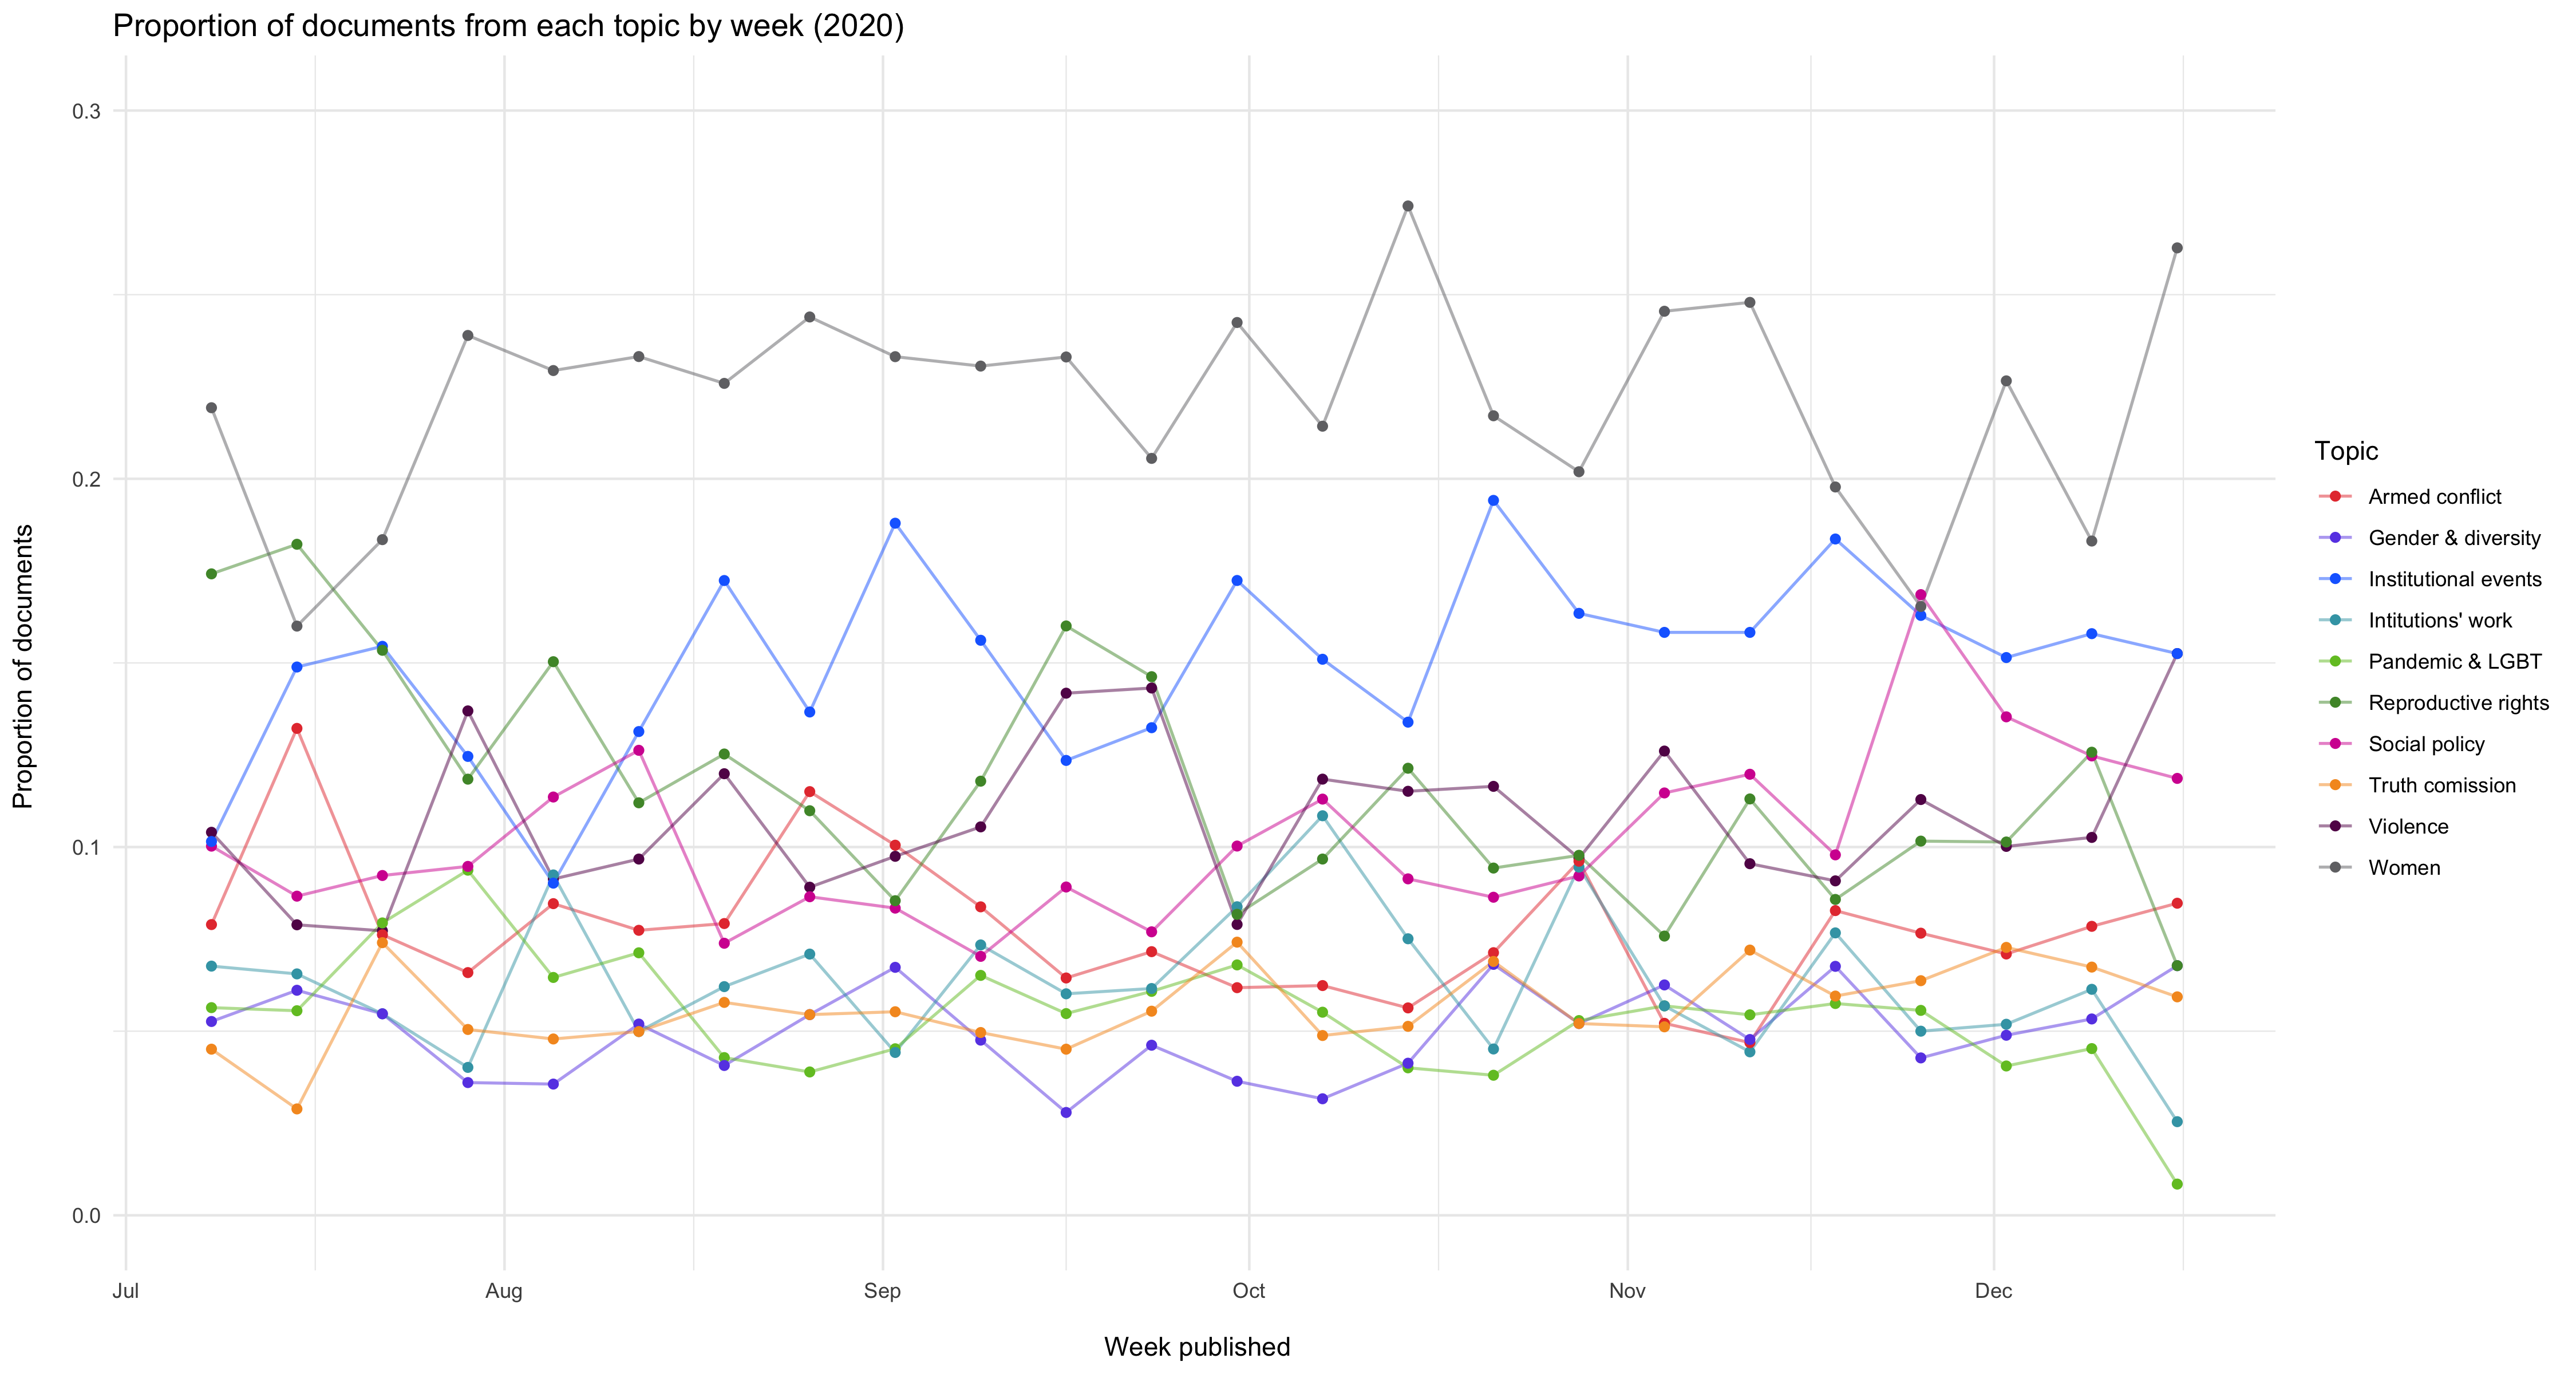 Proportion of documents from each topic by week (2020)
Proportion of documents
0.3
0.2
0.1
0.0
Jul Aug Sep Oct Nov Dec
Week published
Topic
Armed conflict
Gender & diversity
Institutional events
Intitutions' work
Pandemic & LGBT
Reproductive rights
Social policy
Truth comission
Violence
Women